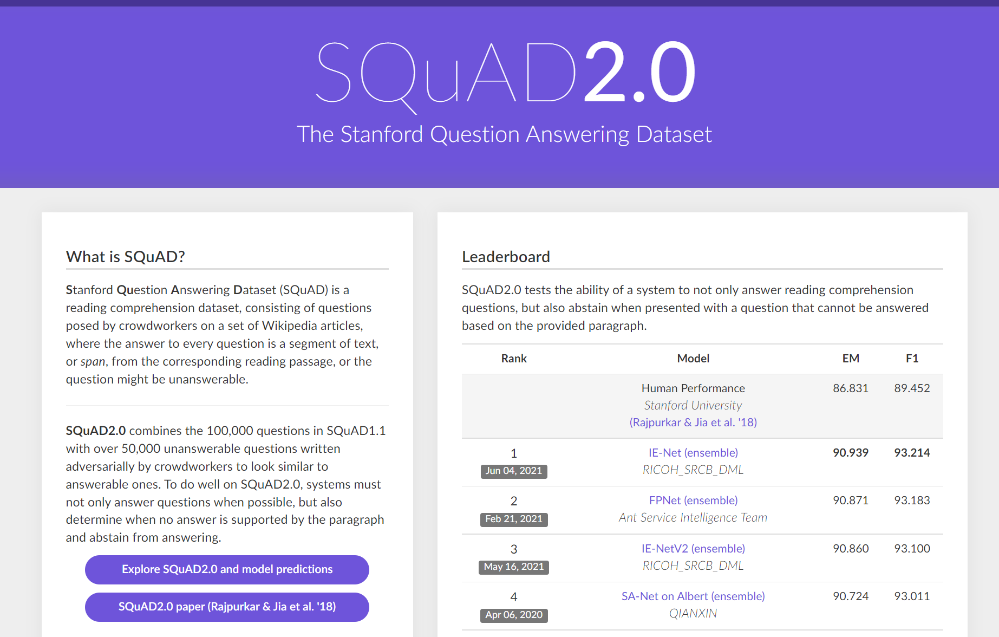 SQuAD2.0
The Stanford Question Answering Dataset
What is SQuAD?
Stanford Question Answering Dataset (SQuAD) is a
reading comprehension dataset, consisting of questions
posed by crowdworkers on a set of Wikipedia articles,
where the answer to every question is a segment of text,
or span, from the corresponding reading passage, or the
question might be unanswerable.
SQuAD2.0 combines the 100,000 questions in SQuAD1.1
with over 50,000 unanswerable questions written
adversarially by crowdworkers to look similar to
answerable ones. To do well on SQuAD2.0, systems must
not only answer questions when possible, but also
determine when no answer is supported by the paragraph
and abstain from answering.
Explore SQuAD2.0 and model predictions
SQuAD2.0 paper (Rajpurkar & Jia et al. '18)
Leaderboard
SQuAD2.0 tests the ability of a system to not only answer reading comprehension
questions, but also abstain when presented with a question that cannot be answered
based on the provided paragraph.
Rank Model EM F1
Human Performance 86.831 89.452
Stanford University
(Rajpurkar & Jia et al. '18)
1 IE-Net (ensemble) 90.939 93.214
Jun 04, 2021 RICOH_SRCB_DML
2 FPNet (ensemble) 90.871 93.183
Feb 21, 2021 Ant Service Intelligence Team
3 IE-NetV2 (ensemble) 90.860 93.100
May 16, 2021 RICOH_SRCB_DML
4 SA-Net on Albert (ensemble) 90.724 93.011
Apr 06, 2020 QIANXIN